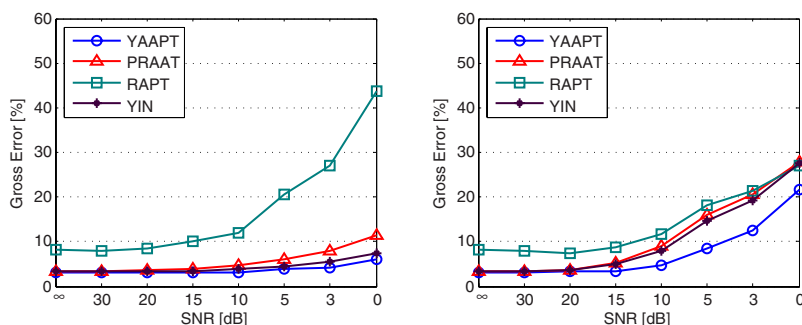 60
50
40
30
20
10
0
Gross Error [%]
YAAPT
PRAAT
RAPT
YIN
∞ 30 20 15 10 5 3 0
SNR [dB]
60
50
40
30
20
10
0
Gross Error [%]
YAAPT
PRAAT
RAPT
YIN
∞ 30 20 15 10 5 3 0
SNR [dB]